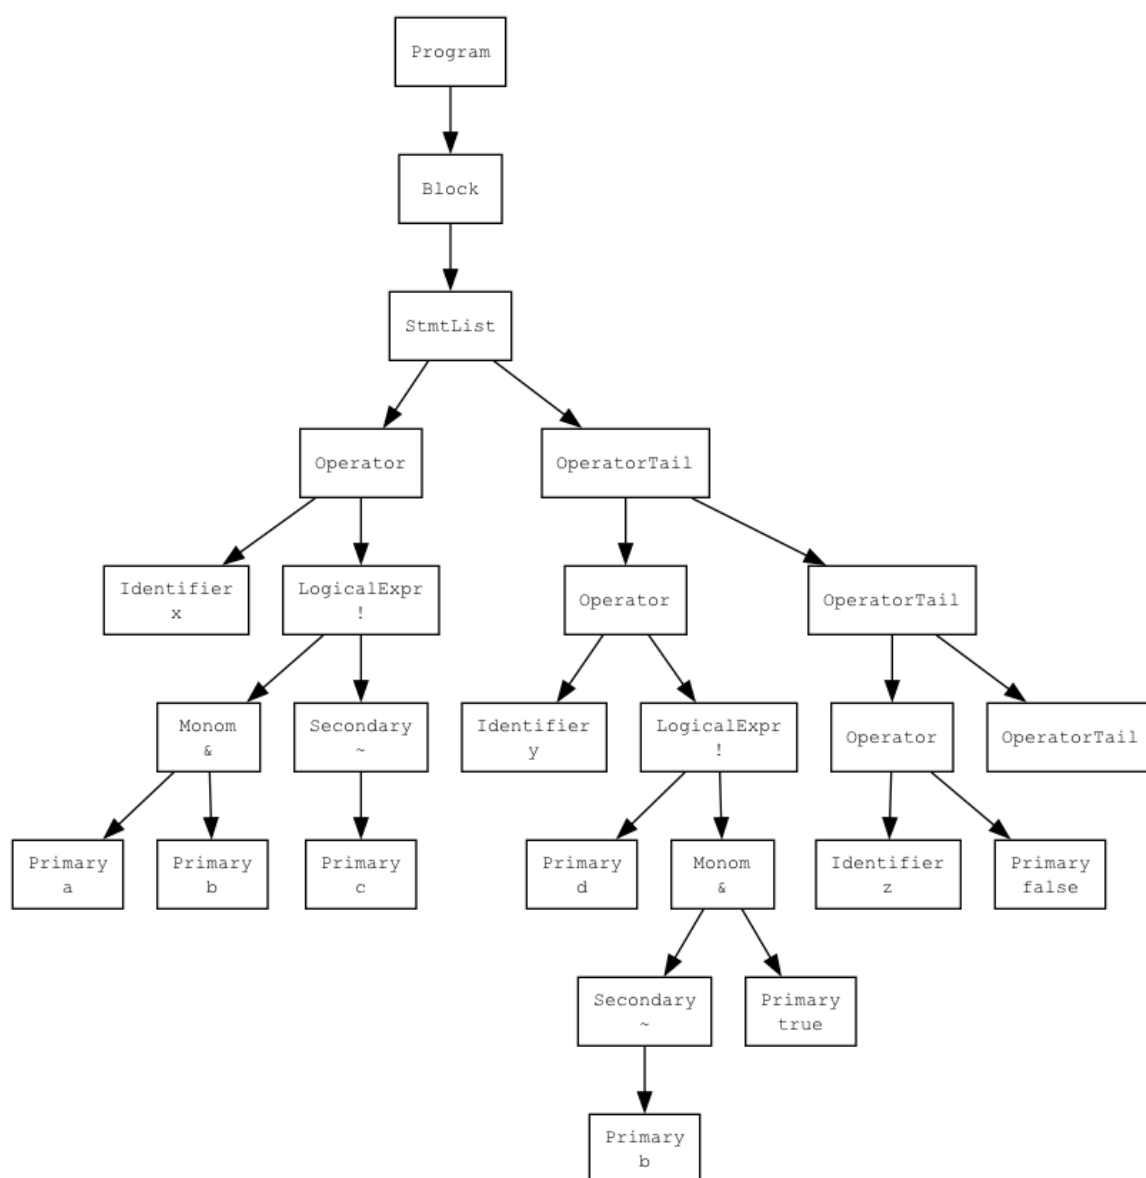 Program
Block
StmtList
Operator
OperatorTail
Identifier
x
LogicalExpr
!
Operator
OperatorTail
Monom
&
Secondary
~
Identifier
y
LogicalExpr
!
Operator
OperatorTail
Primary
a
Primary
b
Primary
c
Primary
d
Monom
&
Identifier
z
Primary
false
Secondary
~
Primary
true
Primary
b